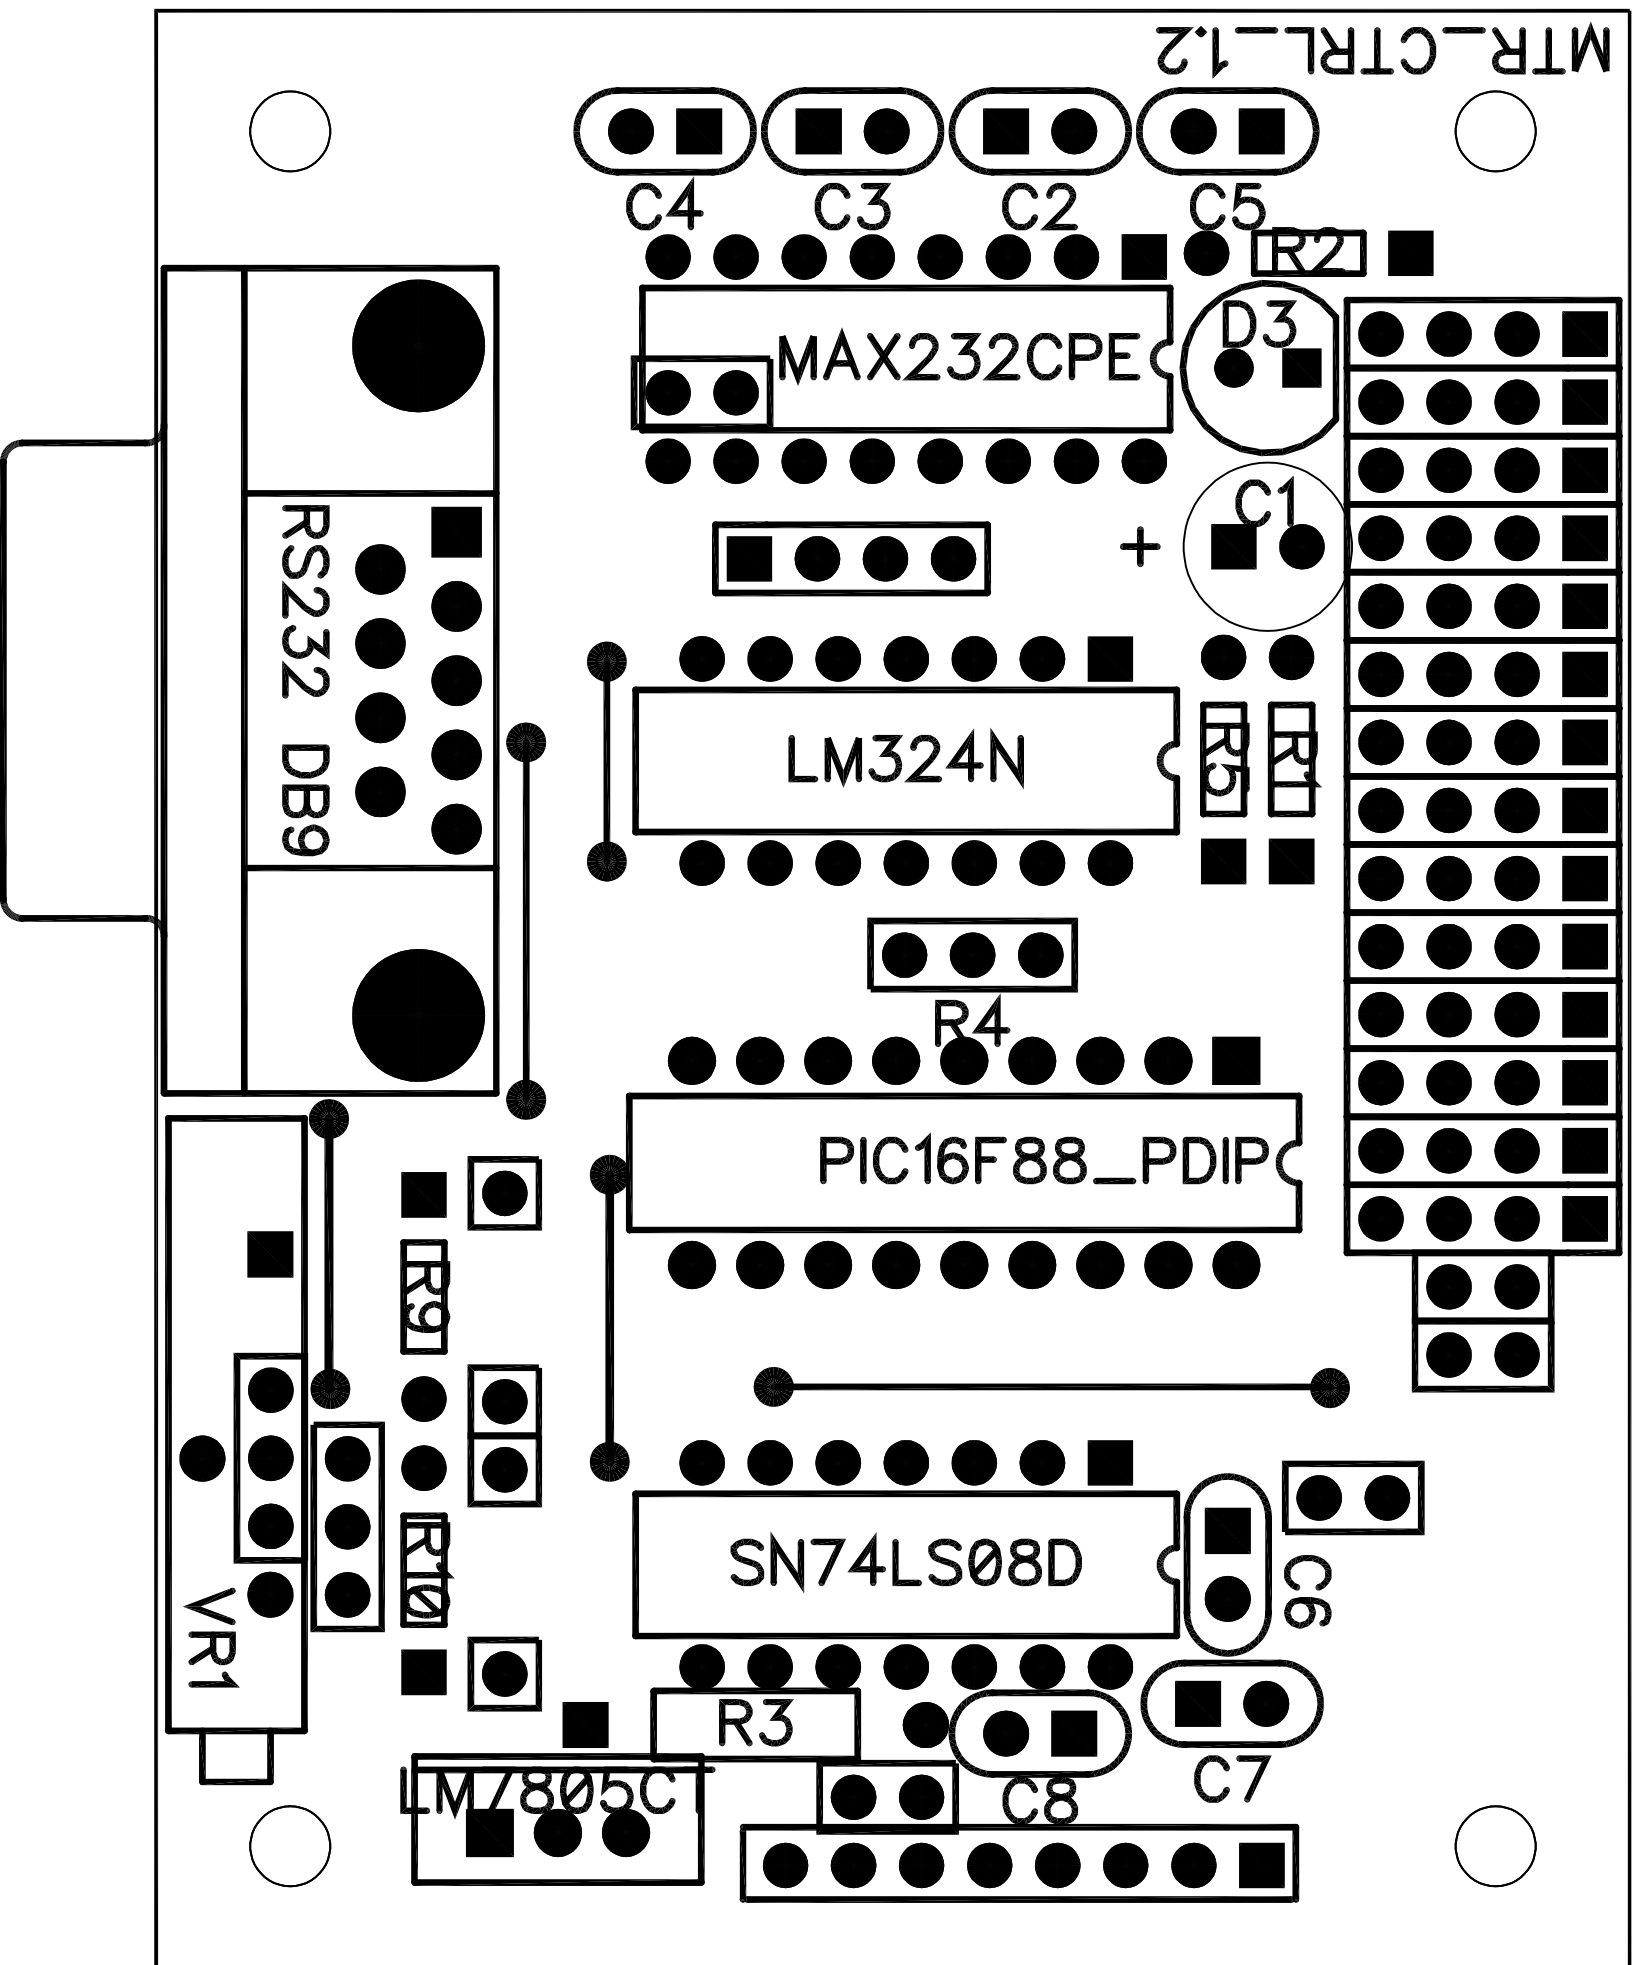 MTR_CTRL_1.2
C4 C3 C2 C5
R2
D3
MAX232CPE
C1
+
RS232 DB9
LM324N
R5 R1
R4
PIC16F88_PDIP
R9
SN74LS08D
C6
R10
VR1
R3
C7
LM7805CT
C8